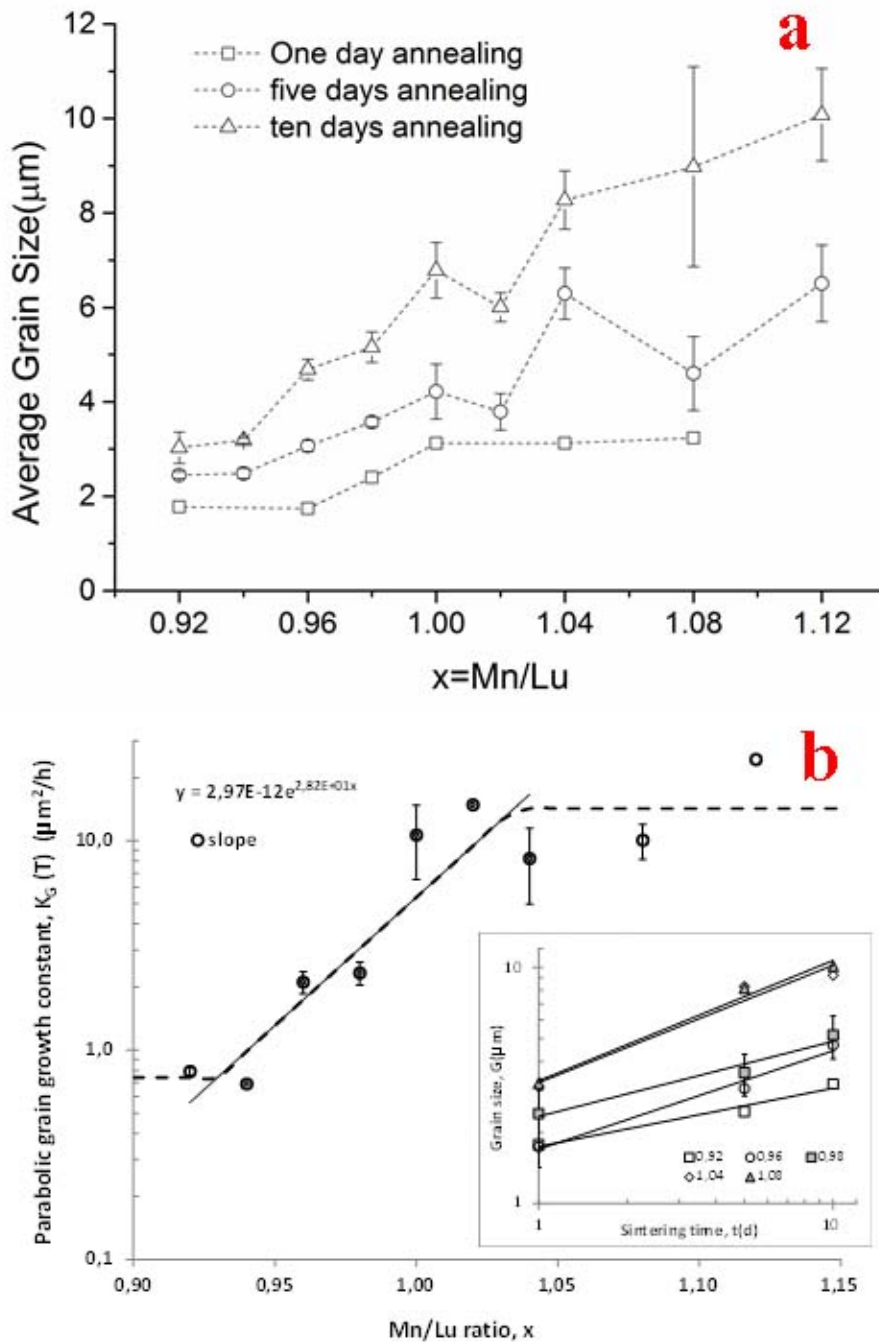 a
12
One day annealing
five days annealing
ten days annealing
10
8
6
4
2
0
Average Grain Size(μm)
0.92 0.96 1.00 1.04 1.08 1.12
x=Mn/Lu
b
y = 2,97E-12e^2,82E+01x
slope
10,0
1,0
0,1
Parabolic grain growth constant, K_G (T) (μm²/h)
0,90 0,95 1,00 1,05 1,10 1,15
Mn/Lu ratio, x
10
1
Grain size, G(μm)
0,92 0,96 0,98
1,04 1,08
1 10
Sintering time, t(d)